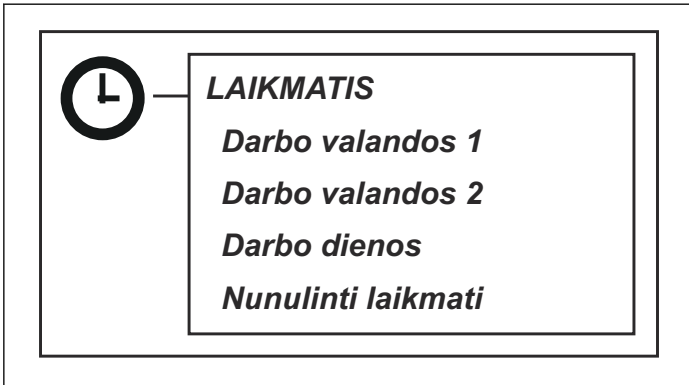 LAIKMATIS
Darbo valandos 1
Darbo valandos 2
Darbo dienos
Nunulinti laikmati